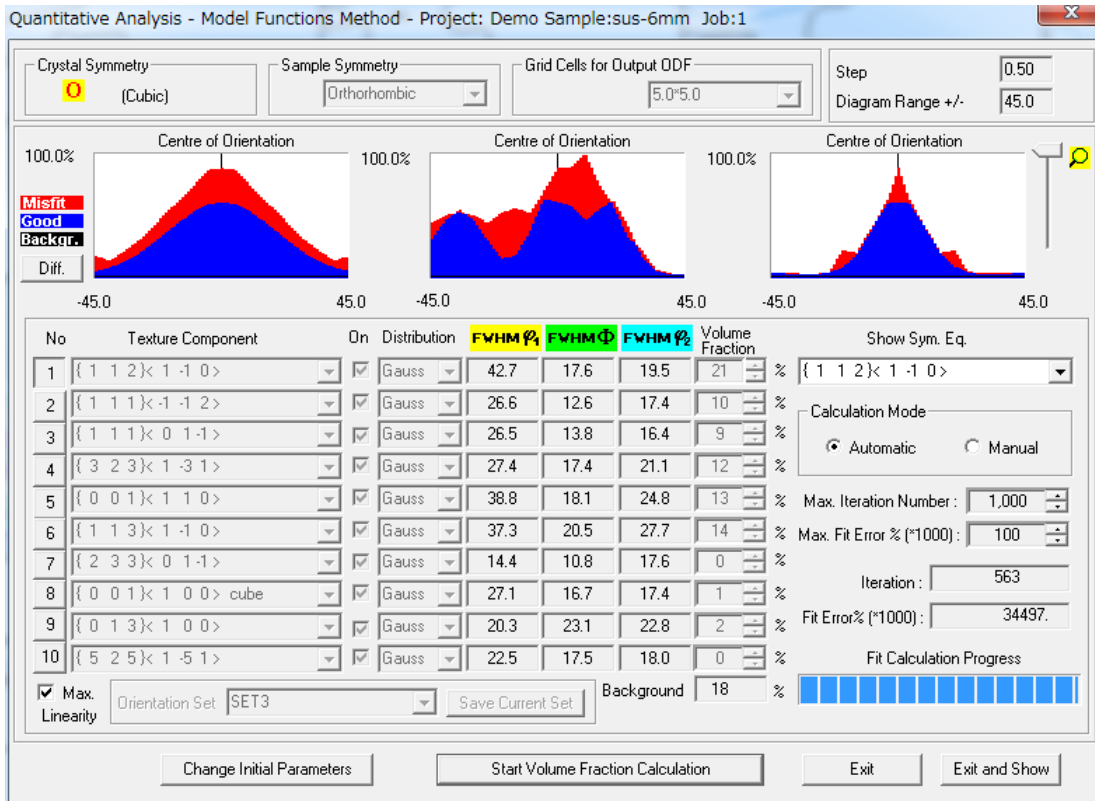 Quantitative Analysis - Model Functions Method - Project: Demo Sample:sus-6mm Job:1
x
Crystal Symmetry
O (Cubic)
Sample Symmetry
Orthorhombic
Grid Cells for Output ODF
5.0*5.0
Step 0.50
Diagram Range +/- 45.0
Centre of Orientation Centre of Orientation Centre of Orientation
100.0% 100.0% 100.0%
Misfit
Good
Backgr.
Diff.
-45.0 45.0 -45.0 45.0 -45.0 45.0
No Texture Component On Distribution FWHM φ1 FWHM Φ FWHM φ2 Volume Fraction
1 { 1 1 2}< 1 -1 0> Gauss 42.7 17.6 19.5 21 %
2 { 1 1 1}< -1 -1 2> Gauss 26.6 12.6 17.4 10 %
3 { 1 1 1}< 0 1-1> Gauss 26.5 13.8 16.4 9 %
4 { 3 2 3}< 1 -3 1> Gauss 27.4 17.4 21.1 12 %
5 { 0 0 1}< 1 1 0> Gauss 38.8 18.1 24.8 13 %
6 { 1 1 3}< 1 -1 0> Gauss 37.3 20.5 27.7 14 %
7 { 2 3 3}< 0 1-1> Gauss 14.4 10.8 17.6 0 %
8 { 0 0 1}< 1 0 0> cube Gauss 27.1 16.7 17.4 1 %
9 { 0 1 3}< 1 0 0> Gauss 20.3 23.1 22.8 2 %
10 { 5 2 5}< 1 -5 1> Gauss 22.5 17.5 18.0 0 %
Max. Linearity
Orientation Set SET3 Save Current Set
Background 18 %
Show Sym. Eq.
{ 1 1 2}< 1 -1 0>
Calculation Mode
Automatic Manual
Max. Iteration Number : 1,000
Max. Fit Error % (*1000) : 100
Iteration : 563
Fit Error% (*1000) : 34497.
Fit Calculation Progress
Change Initial Parameters Start Volume Fraction Calculation Exit Exit and Show